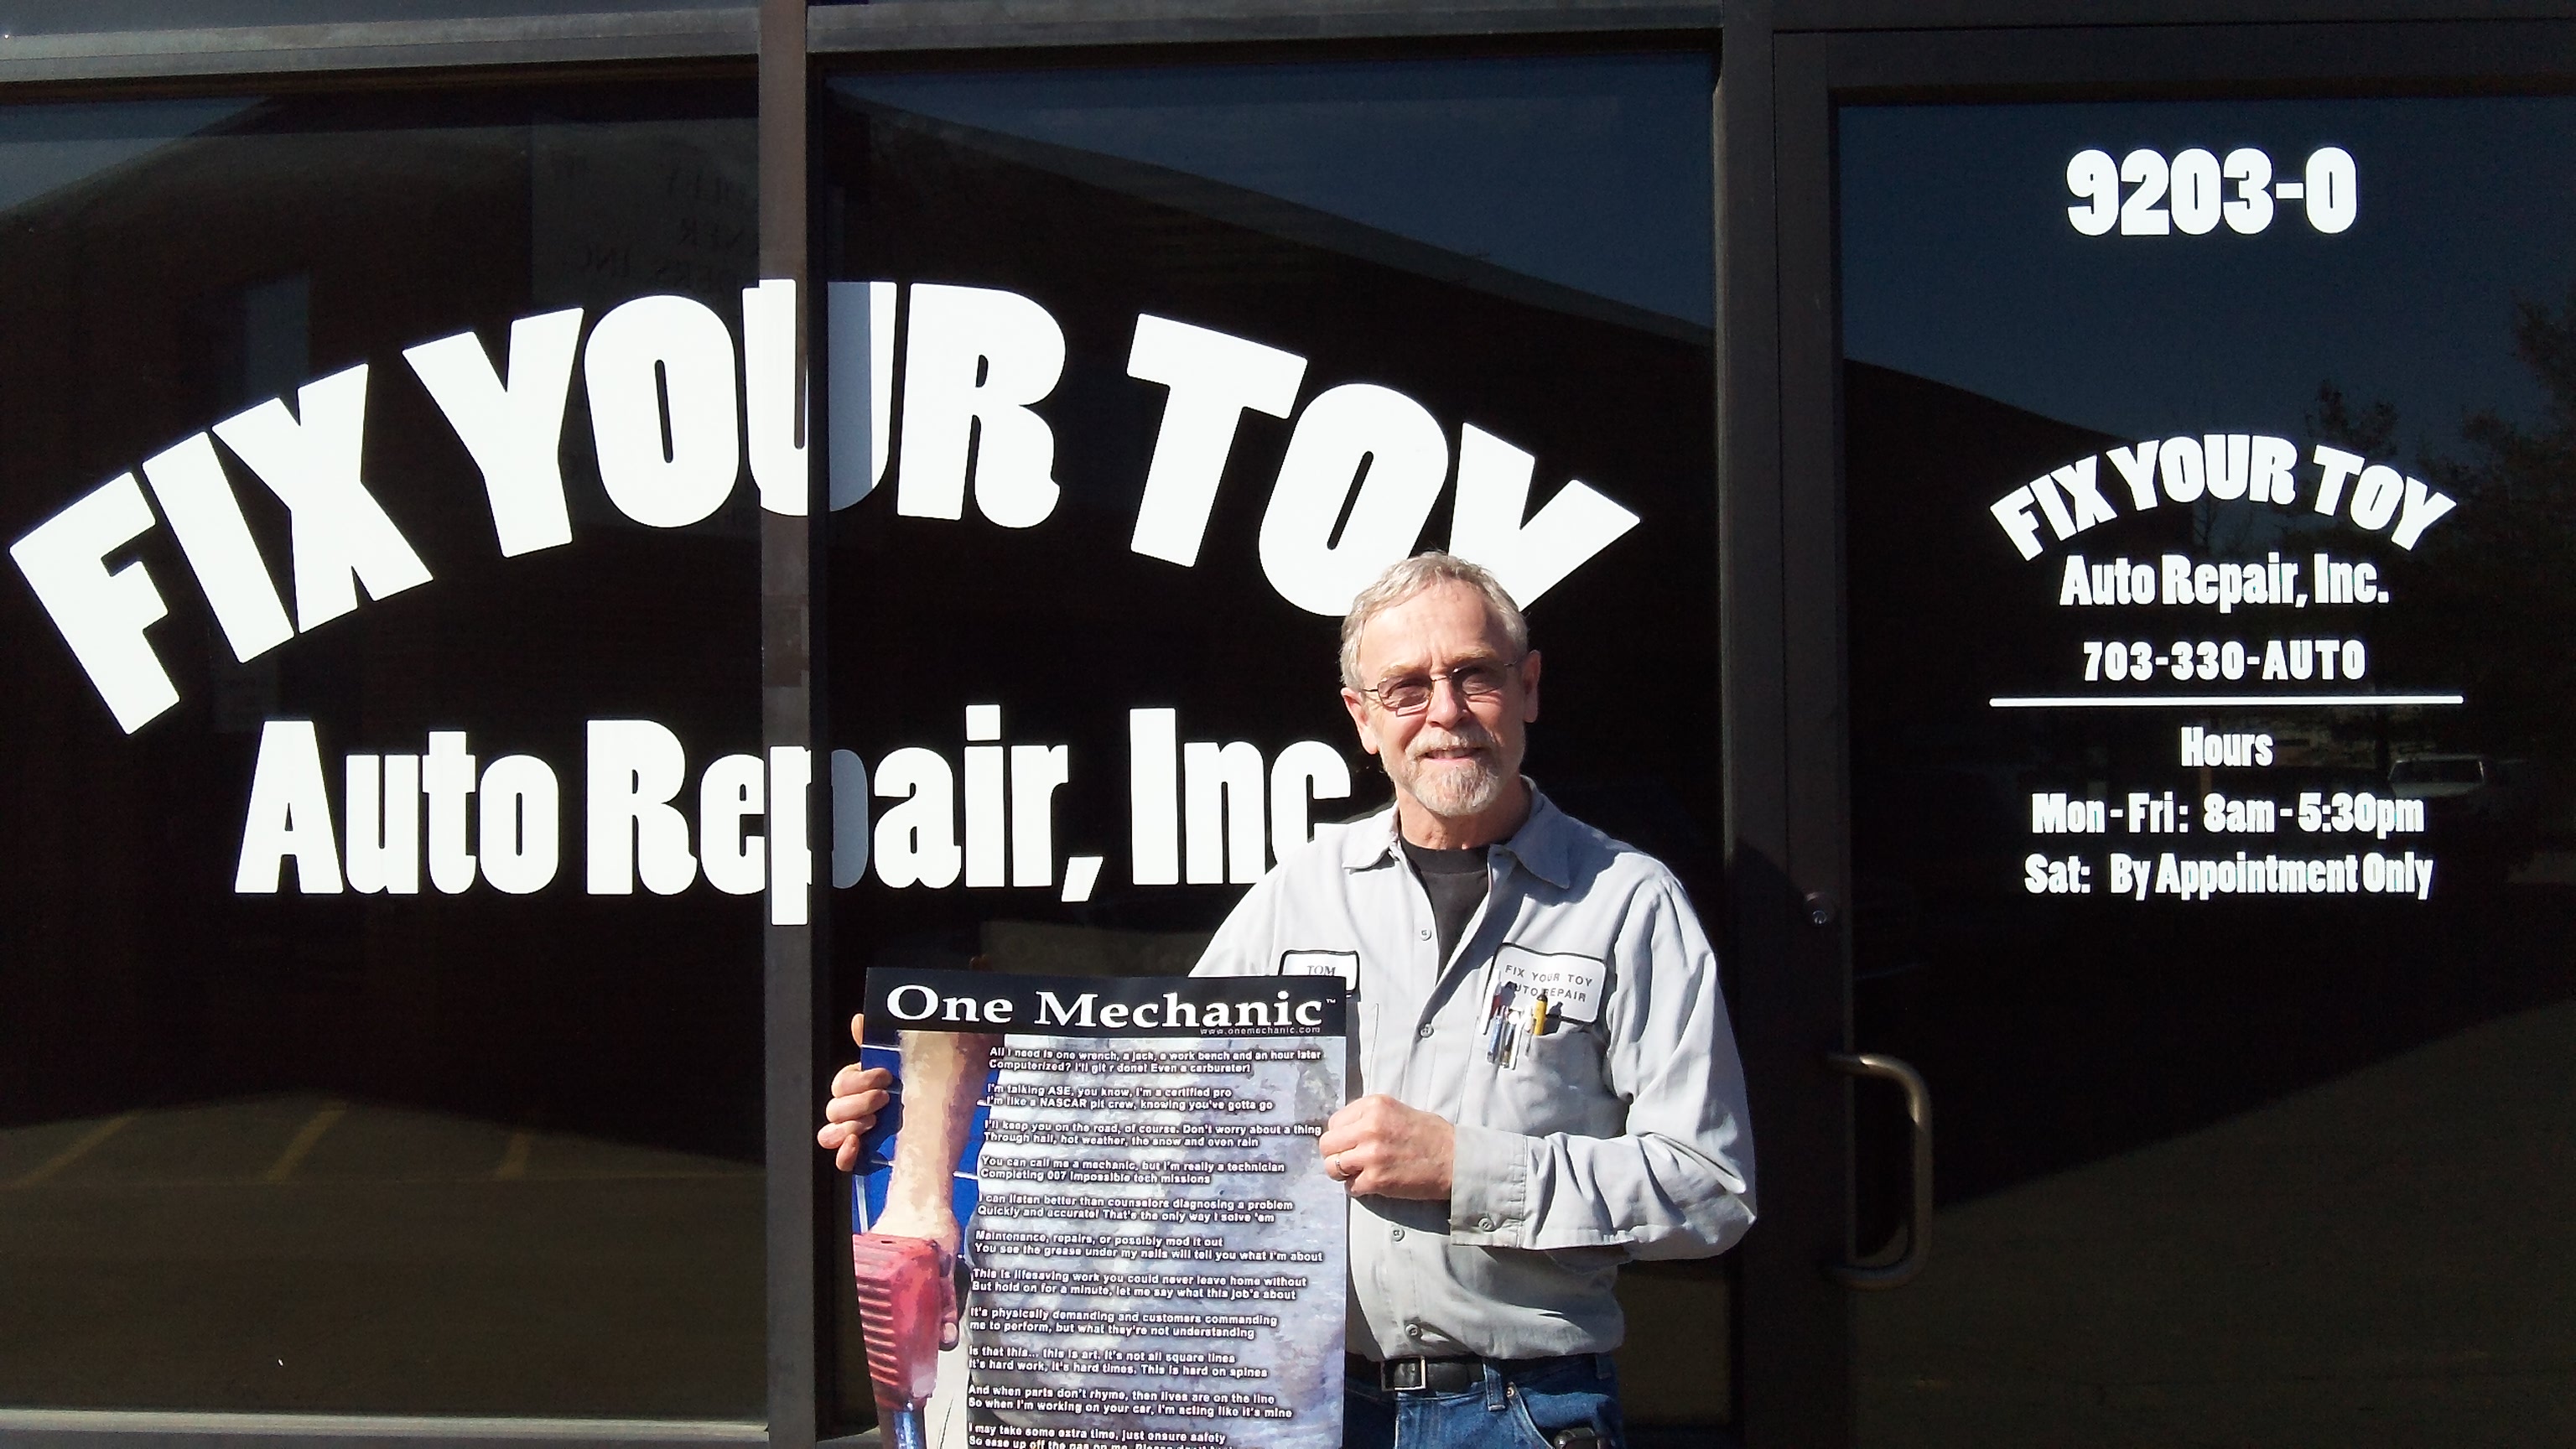 FIX YOUR TOY
Auto Repair, Inc
9203-0
FIX YOUR TOY
Auto Repair, Inc.
703-330-AUTO
Hours
Mon-Fri: 8am-5:30pm
Sat: By Appointment Only
TOM
FIX YOUR TOY
AUTO REPAIR
One Mechanic™
www.onemechanic.com
All I need is one wrench, a jack, a work bench and an hour later
Computerized? I'll git r done! Even a carburetor!
I'm talking ASE, you know, I'm a certified pro
I'm like a NASCAR pit crew, knowing you've gotta go
I'll keep you on the road, of course. Don't worry about a thing
Through hail, hot weather, the snow and even rain
You can call me a mechanic, but I'm really a technician
Completing 007 impossible tech missions
I can listen better than counselors diagnosing a problem
Quickly and accurate! That's the only way I solve 'em
Maintenance, repairs, or possibly mod it out
You see the grease under my nails will tell you what I'm about
This is lifesaving work you could never leave home without
But hold on for a minute, let me say what this job's about
It's physically demanding and customers commanding
me to perform, but what they're not understanding
Is that this... this is art. It's not all square lines
It's hard work, it's hard times. This is hard on spines
And when parts don't rhyme, then lives are on the line
So when I'm working on your car, I'm acting like it's mine
I may take some extra time, just ensure safety
So ease up off the gas on me. Please don't